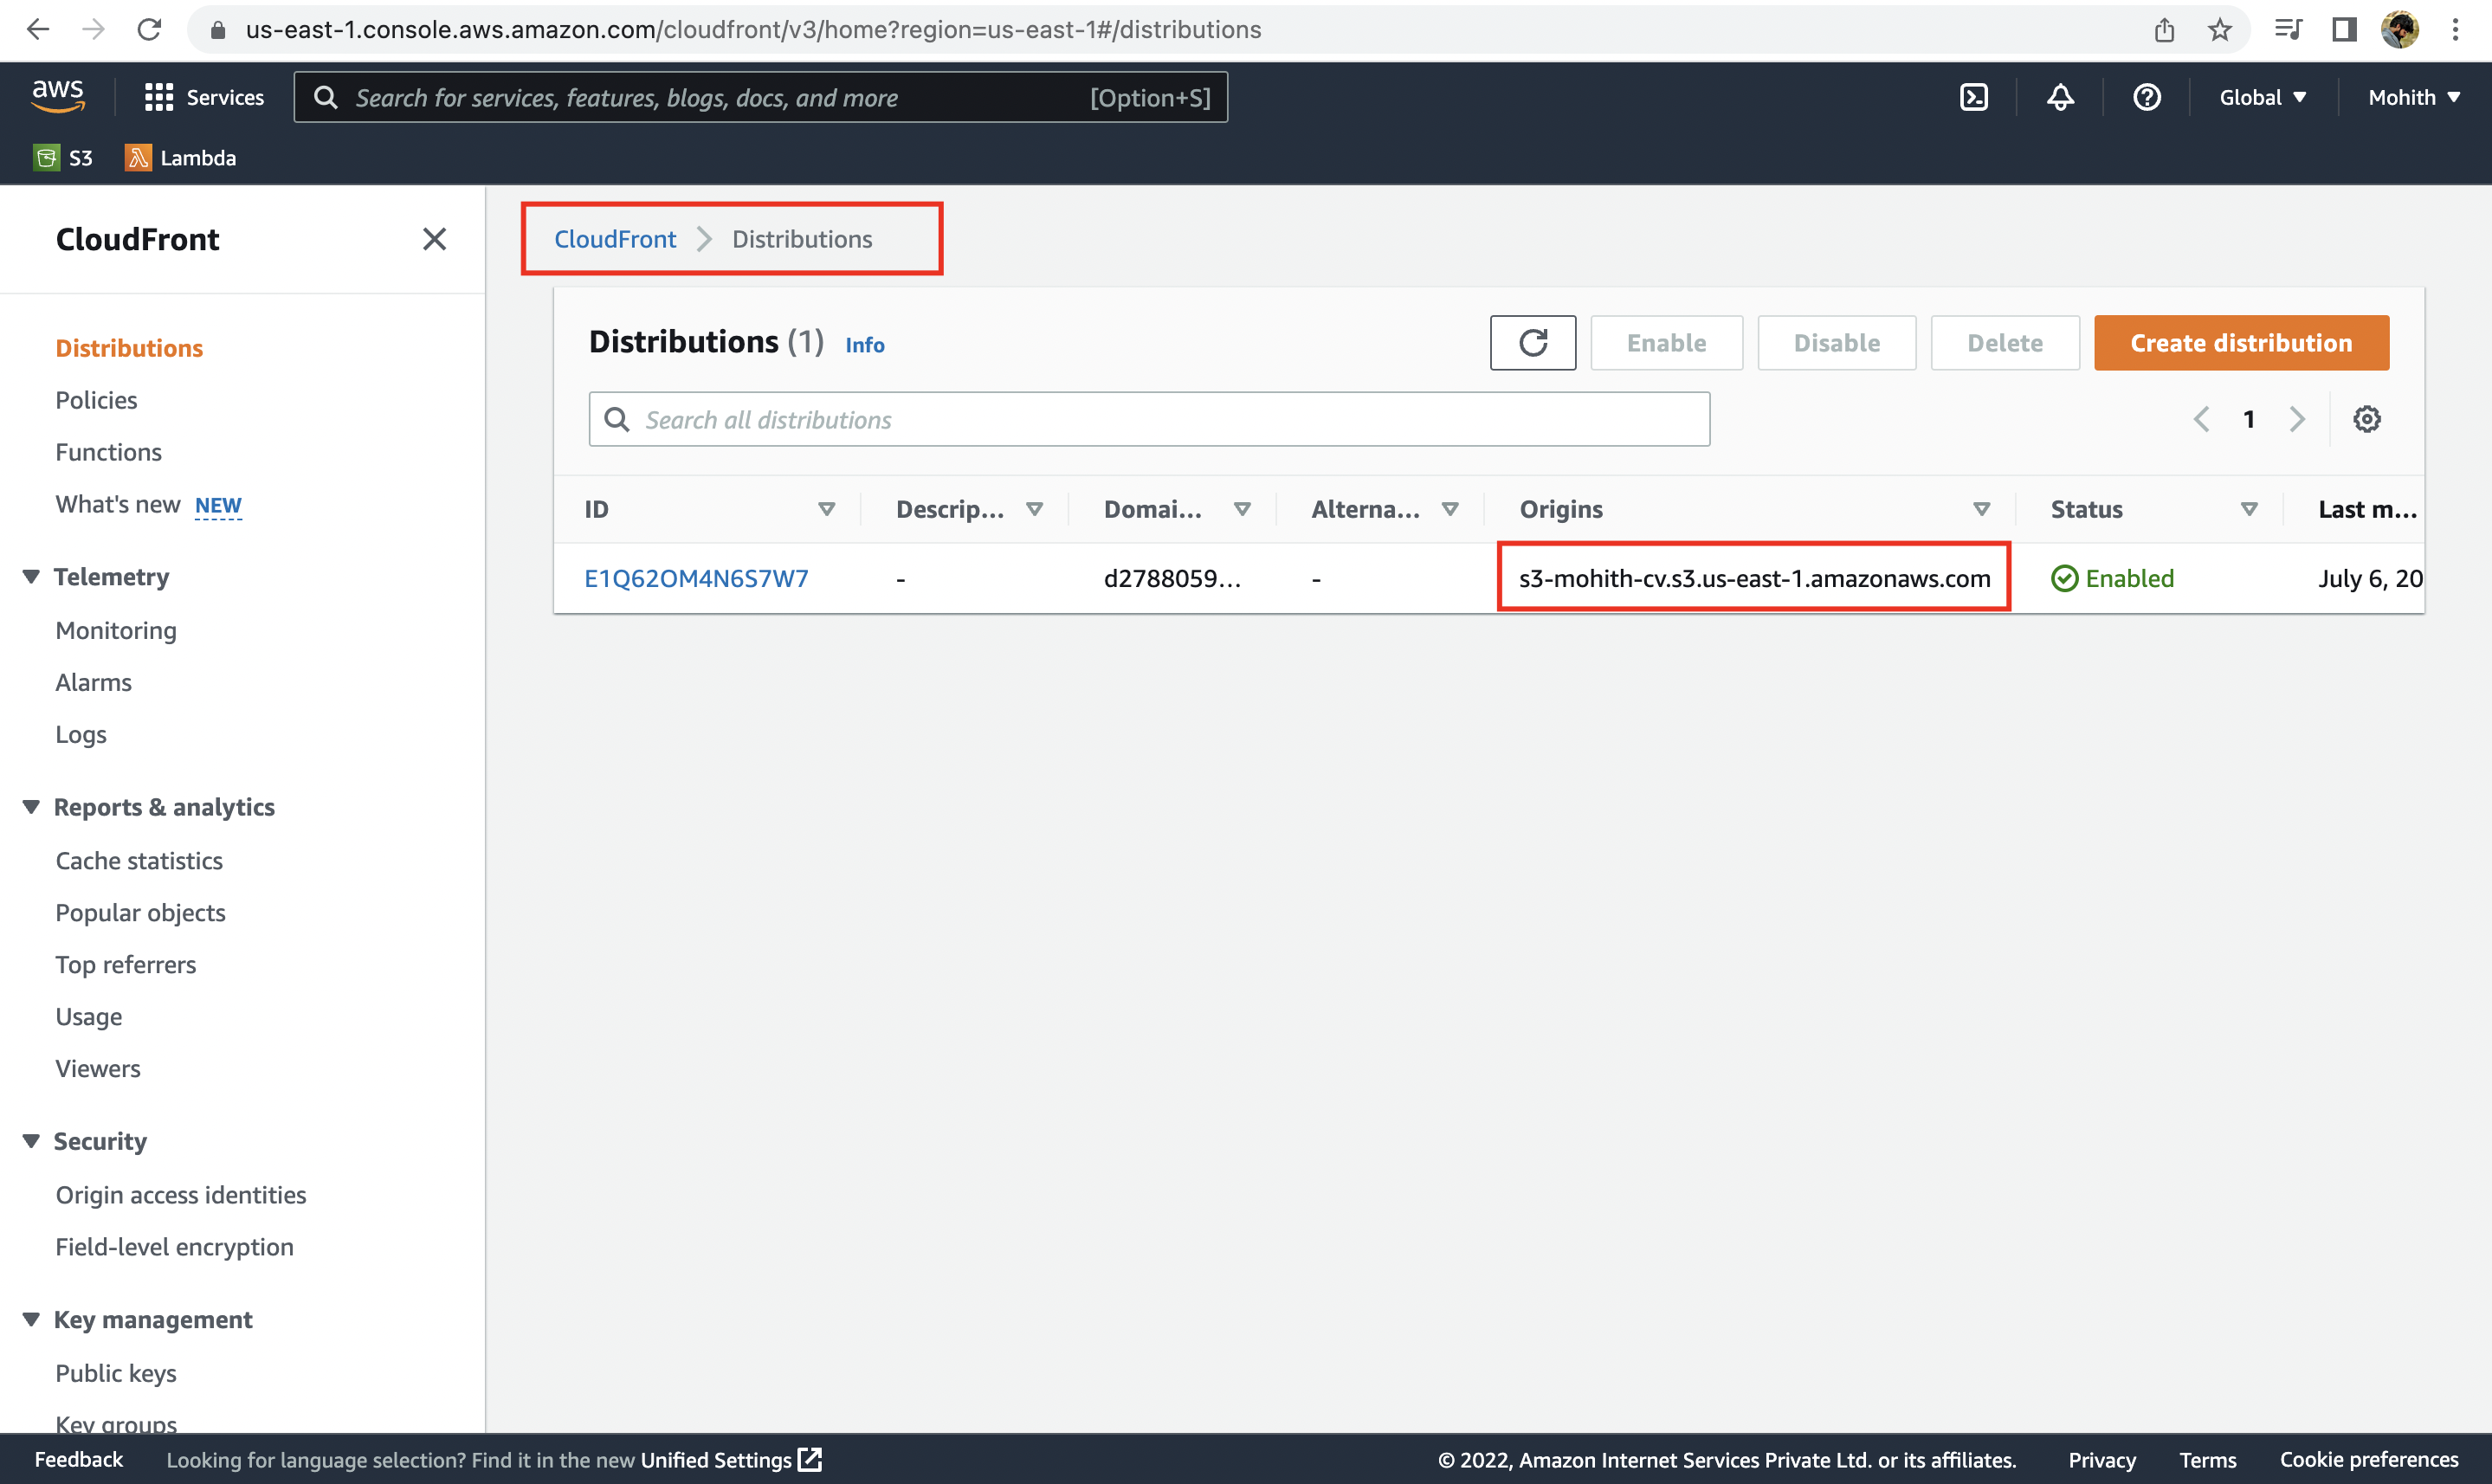 us-east-1.console.aws.amazon.com/cloudfront/v3/home?region=us-east-1#/distributions
aws Services Search for services, features, blogs, docs, and more [Option+S] Global Mohith
S3 Lambda
CloudFront
Distributions
Policies
Functions
What's new NEW
Telemetry
Monitoring
Alarms
Logs
Reports & analytics
Cache statistics
Popular objects
Top referrers
Usage
Viewers
Security
Origin access identities
Field-level encryption
Key management
Public keys
Key groups
CloudFront Distributions
Distributions (1) Info Enable Disable Delete Create distribution
Search all distributions 1
ID Descrip... Domai... Alterna... Origins Status Last m...
E1Q62OM4N6S7W7 - d2788059... - s3-mohith-cv.s3.us-east-1.amazonaws.com Enabled July 6, 20
Feedback Looking for language selection? Find it in the new Unified Settings © 2022, Amazon Internet Services Private Ltd. or its affiliates. Privacy Terms Cookie preferences